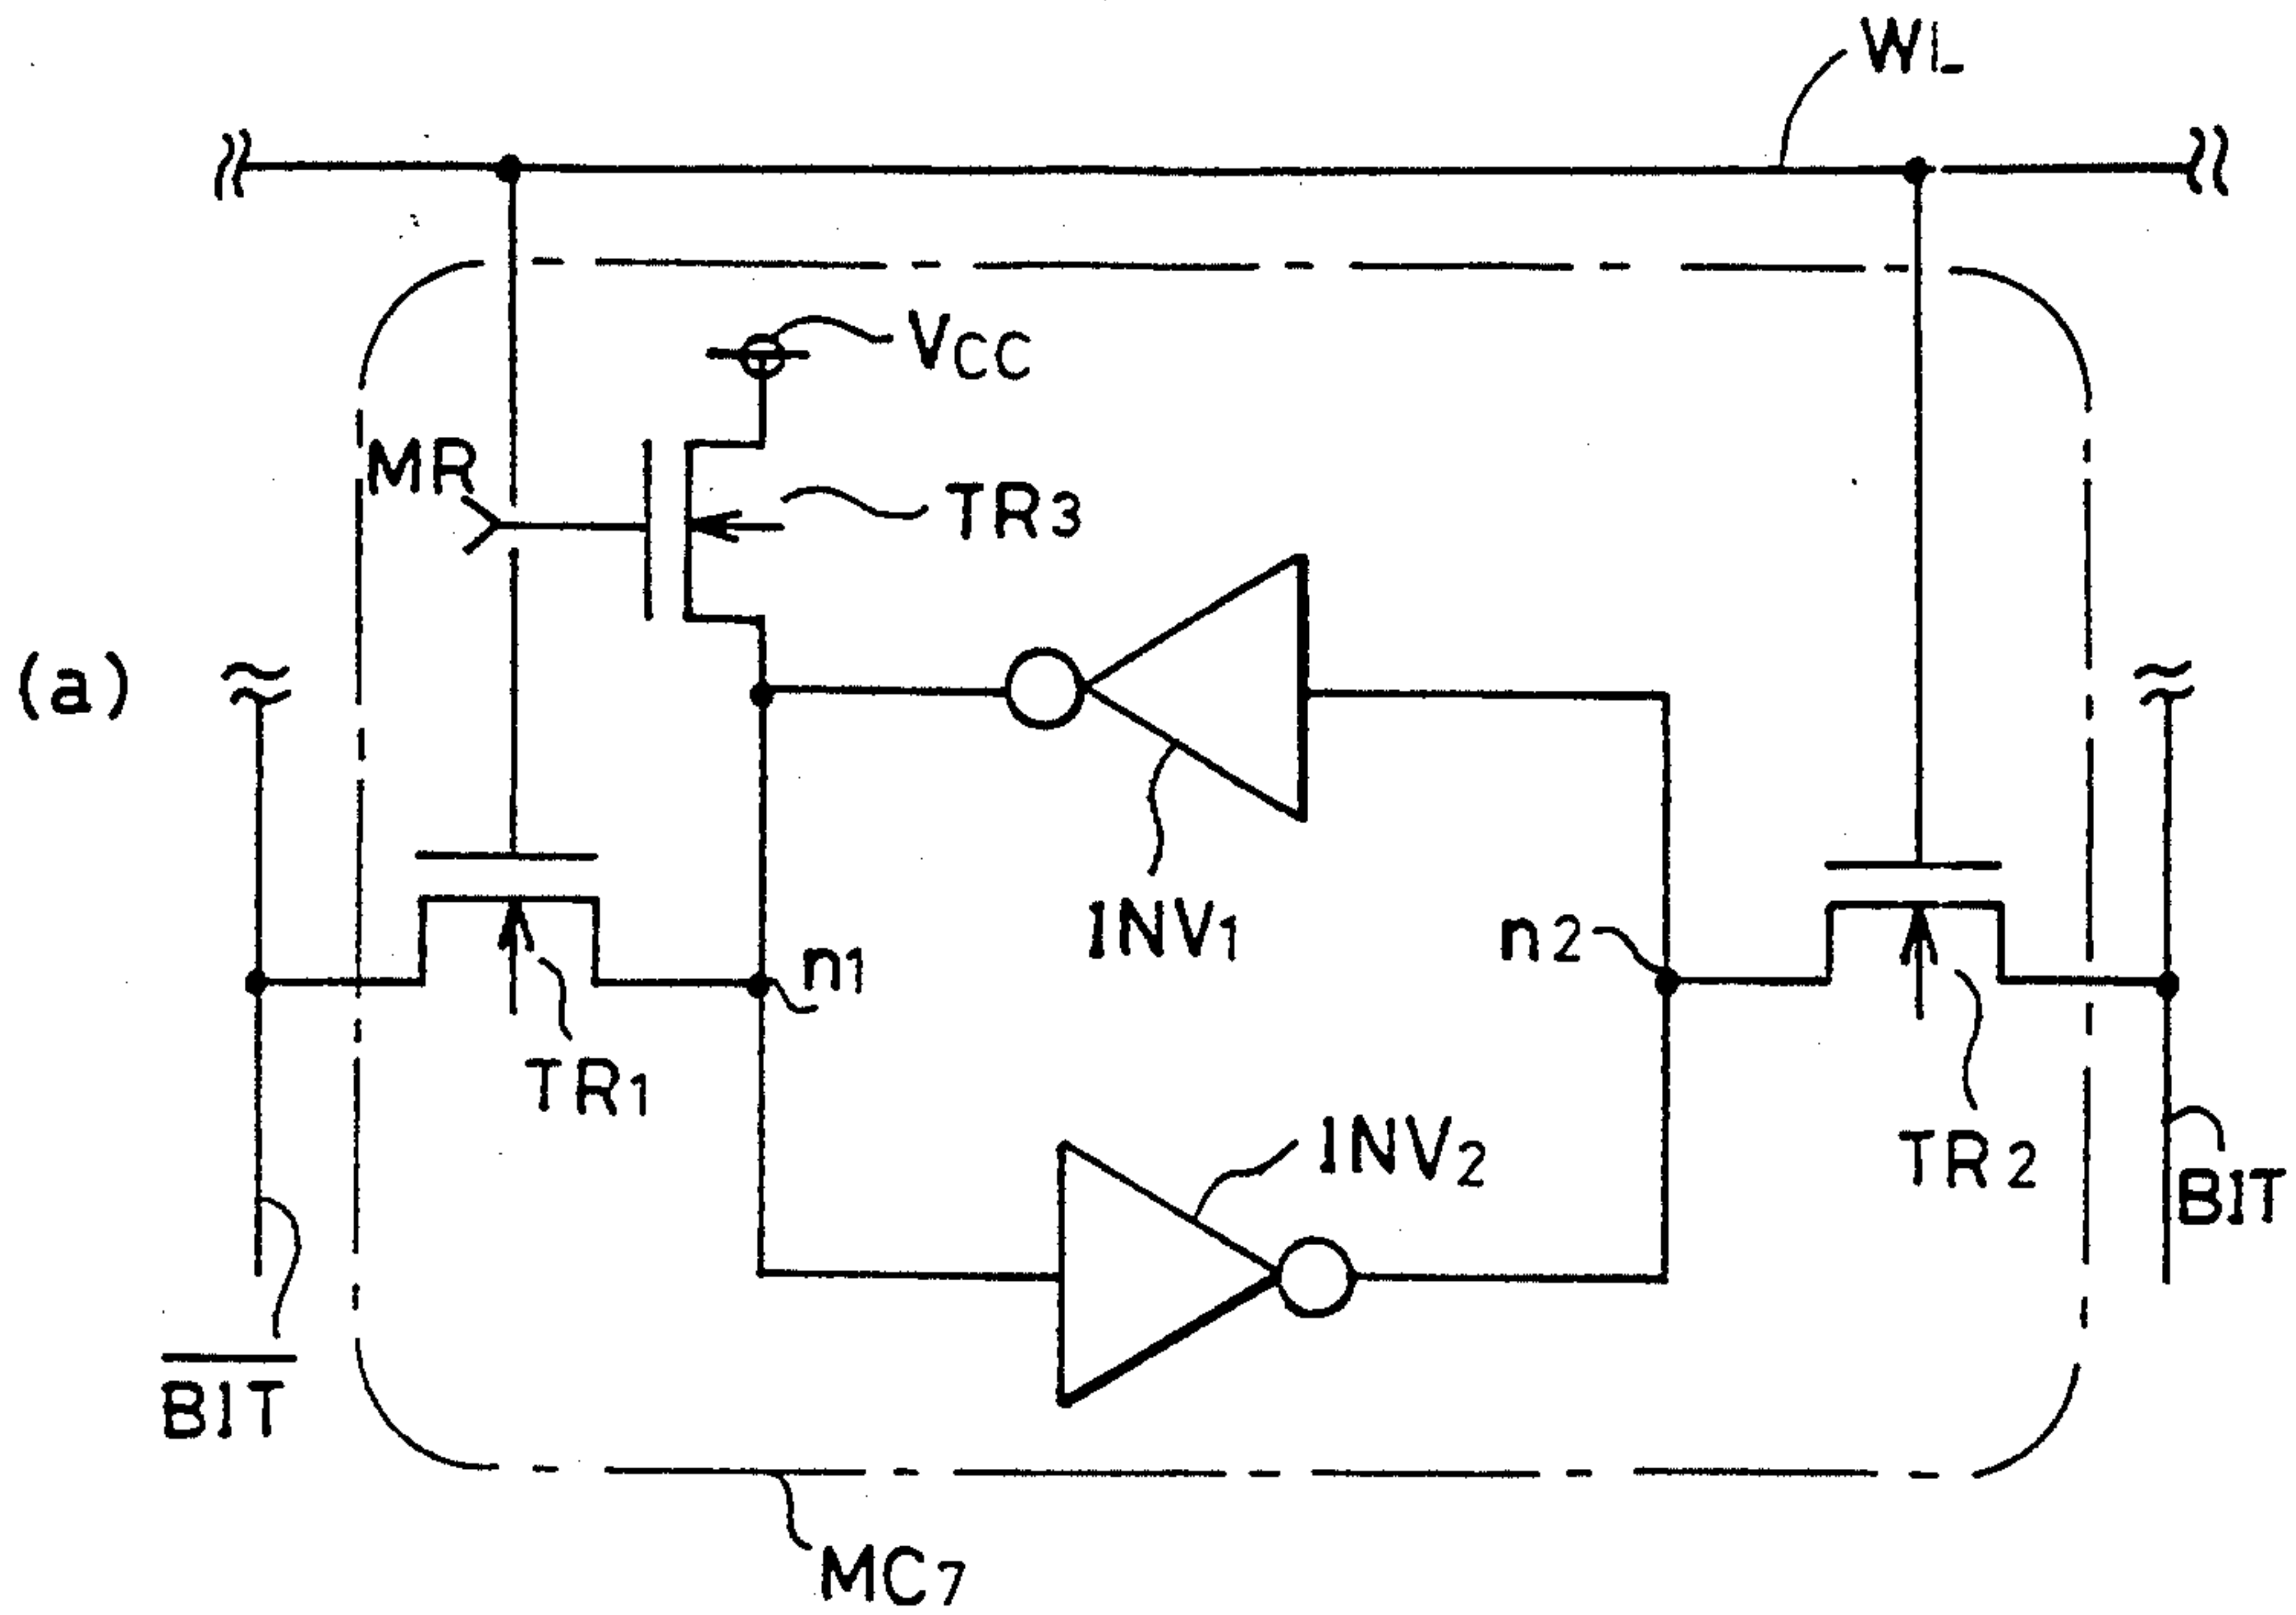 WL
VCC
MR
TR3
(a)
INV1
n2
n1
TR1
INV2
TR2
BIT
BIT
MC7